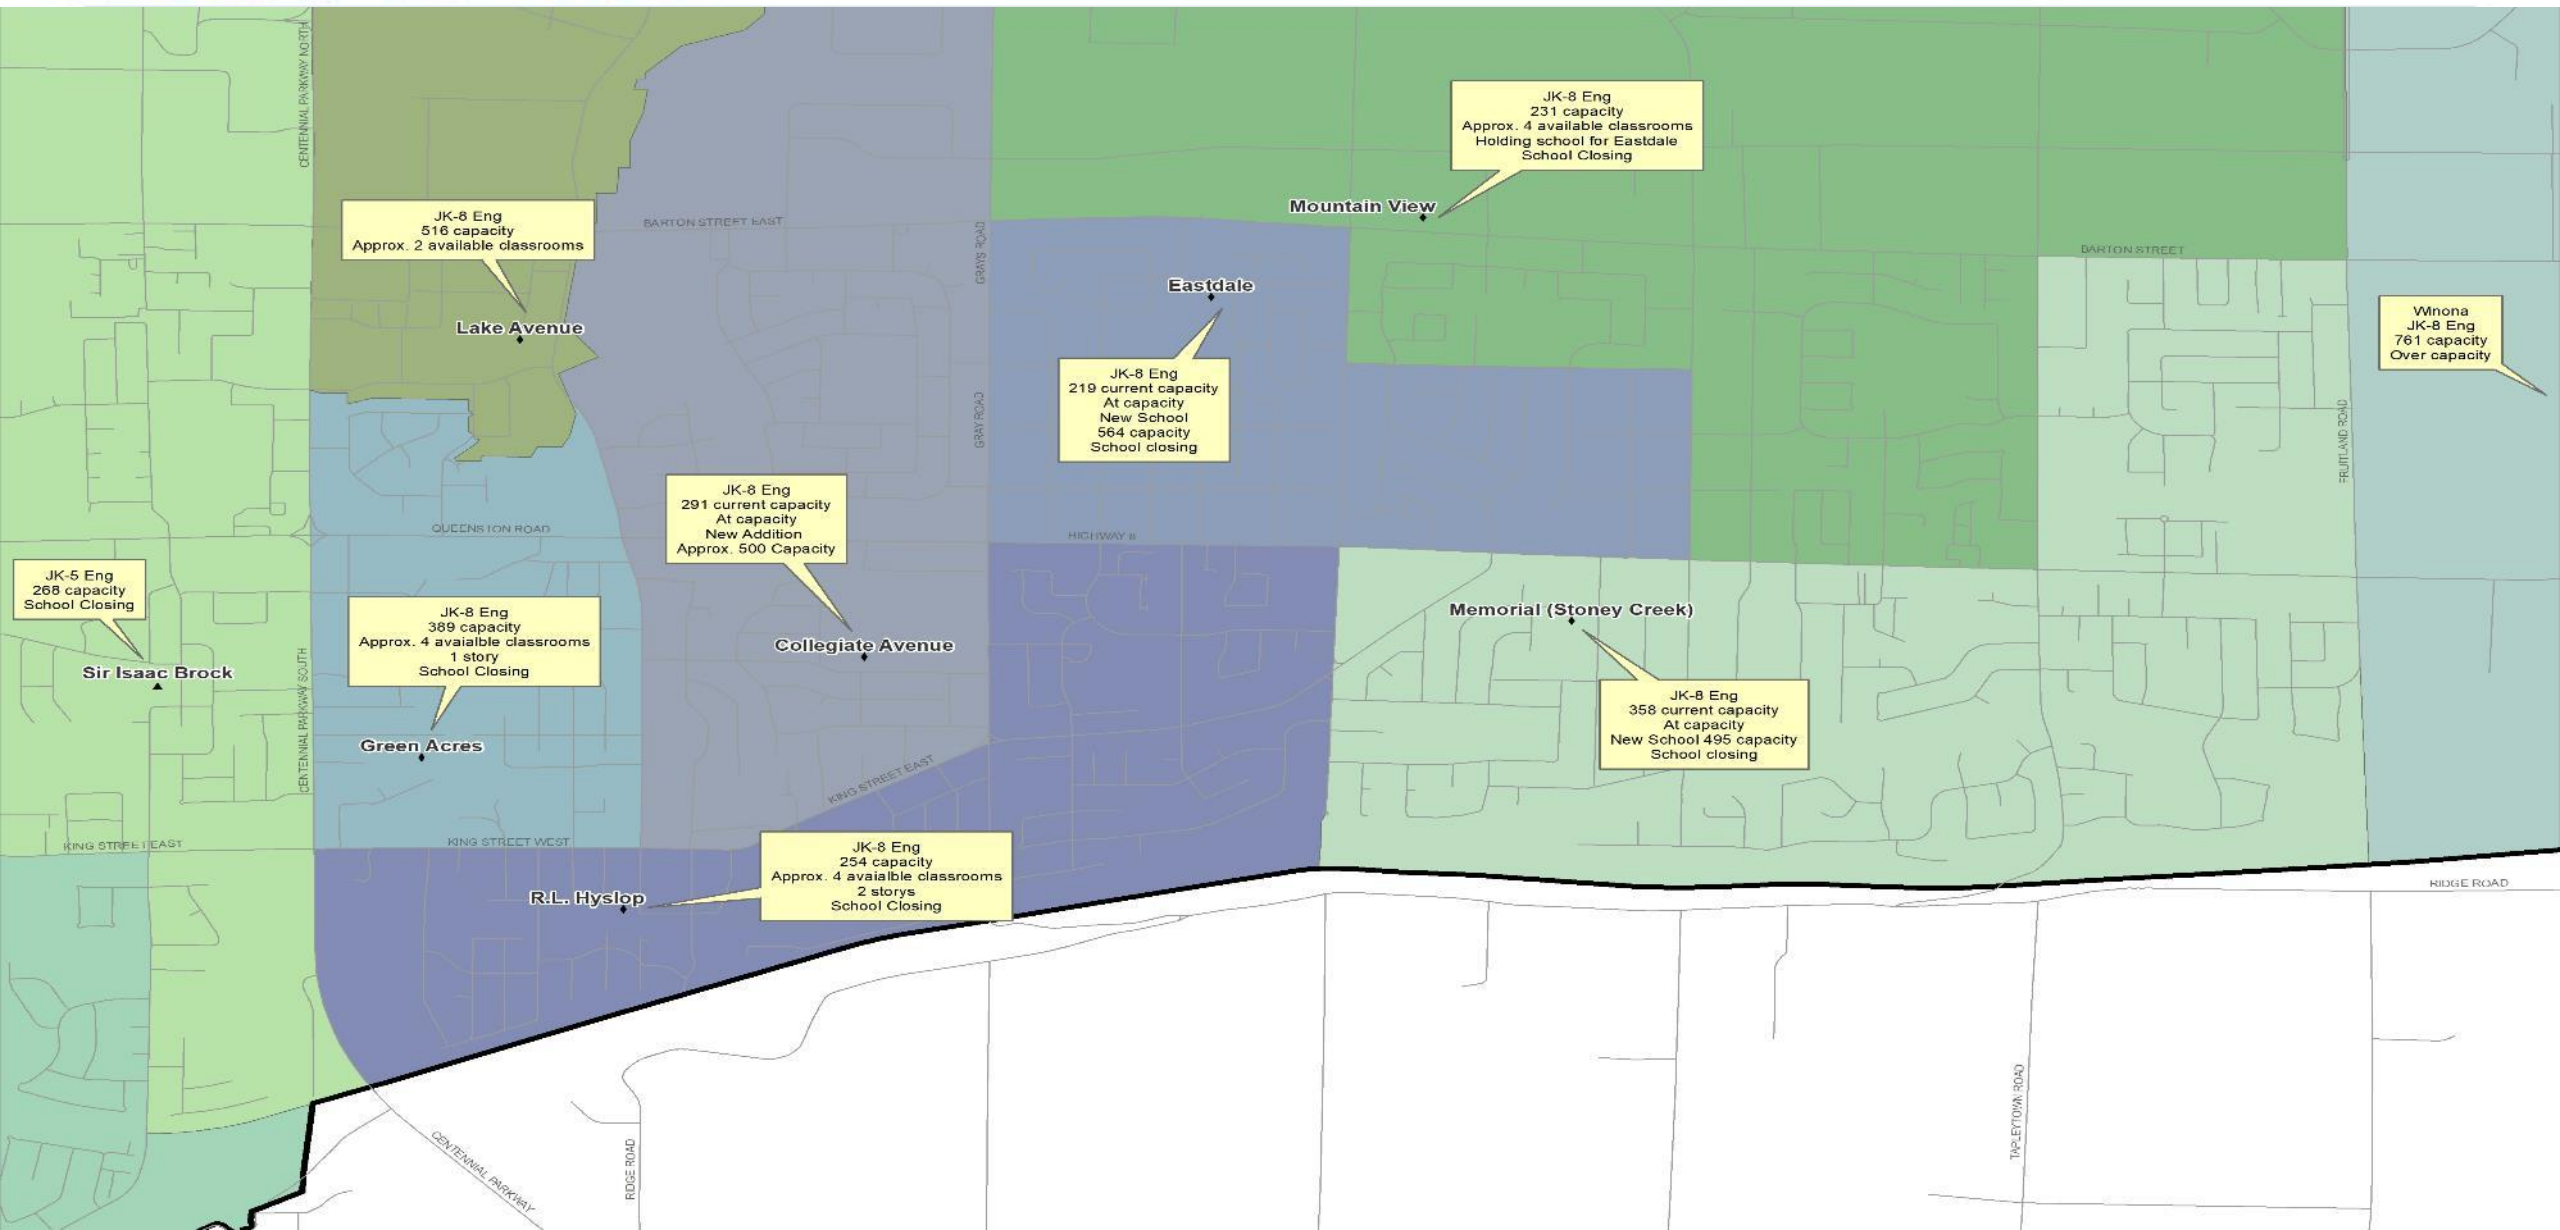 CENTENNIAL PARKWAY NORTH
JK-8 Eng
231 capacity
Approx. 4 available classrooms
Holding school for Eastdale
School Closing
Mountain View
JK-8 Eng
516 capacity
Approx. 2 available classrooms
Lake Avenue
BARTON STREET EAST
GRAYS ROAD
BARTON STREET
Eastdale
JK-8 Eng
219 current capacity
At capacity
New School
564 capacity
School closing
Winona
JK-8 Eng
761 capacity
Over capacity
GRAY ROAD
FRUITLAND ROAD
JK-8 Eng
291 current capacity
At capacity
New Addition
Approx. 500 Capacity
Collegiate Avenue
QUEENSTON ROAD
HIGHWAY 8
JK-5 Eng
268 capacity
School Closing
Sir Isaac Brock
JK-8 Eng
389 capacity
Approx. 4 avaialble classrooms
1 story
School Closing
Green Acres
CENTENNIAL PARKWAY SOUTH
Memorial (Stoney Creek)
JK-8 Eng
358 current capacity
At capacity
New School 495 capacity
School closing
KING STREET EAST
KING STREET EAST
KING STREET WEST
JK-8 Eng
254 capacity
Approx. 4 avaialble classrooms
2 storys
School Closing
R.L. Hyslop
RIDGE ROAD
CENTENNIAL PARKWAY
RIDGE ROAD
TAPLEYTOWN ROAD